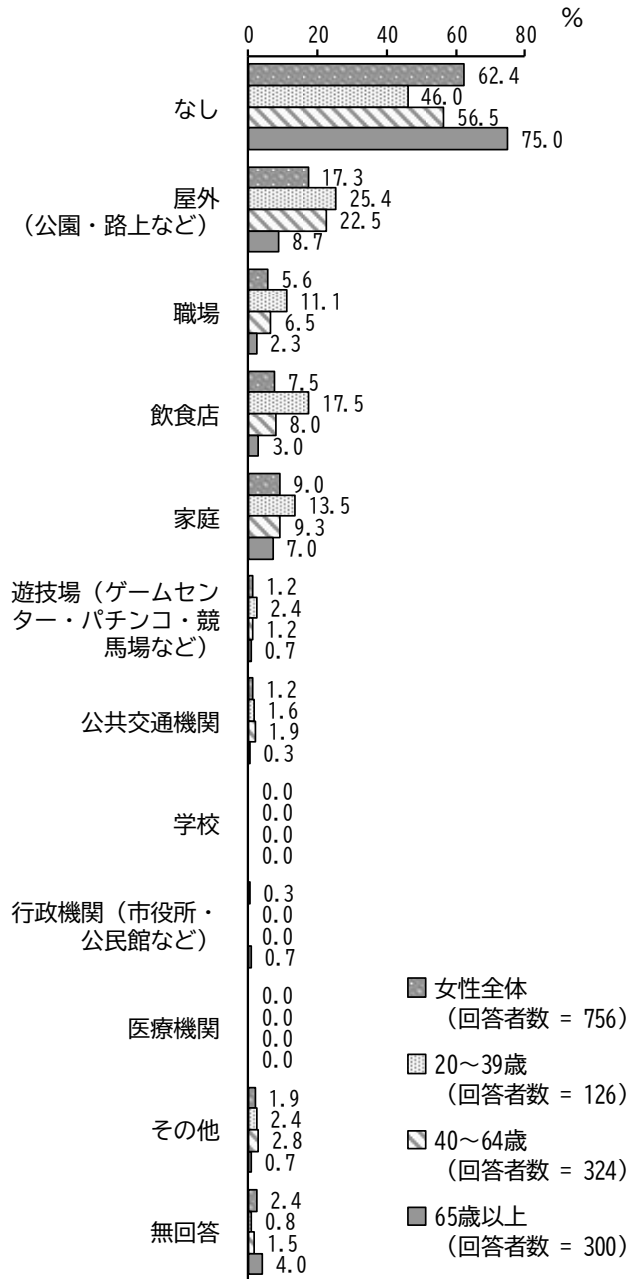 %
0 20 40 60 80
なし
62.4
46.0
56.5
75.0
屋外
（公園・路上など）
17.3
25.4
22.5
8.7
職場
5.6
11.1
6.5
2.3
飲食店
7.5
17.5
8.0
3.0
家庭
9.0
13.5
9.3
7.0
遊技場（ゲームセン
ター・パチンコ・競
馬場など）
1.2
2.4
1.2
0.7
公共交通機関
1.2
1.6
1.9
0.3
学校
0.0
0.0
0.0
0.0
行政機関（市役所・
公民館など）
0.3
0.0
0.0
0.7
医療機関
0.0
0.0
0.0
0.0
その他
1.9
2.4
2.8
0.7
無回答
2.4
0.8
1.5
4.0
女性全体
（回答者数 = 756）
20～39歳
（回答者数 = 126）
40～64歳
（回答者数 = 324）
65歳以上
（回答者数 = 300）